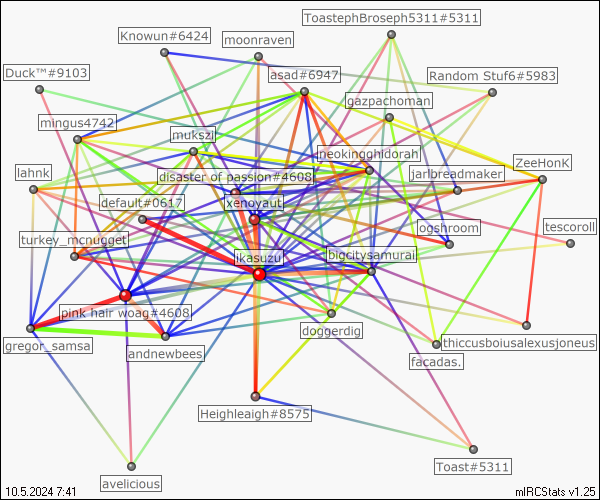 ToastephBroseph5311#5311
Knowun#6424
moonraven
Duck™#9103
asad#6947
Random Stuf6#5983
gazpachoman
mingus4742
mukszi
neokingghidorah
lahnk
disaster of passion#4608
jarlbreadmaker
ZeeHonK
default#0617
xenoyaut
turkey_mcnugget
ogshroom
tescoroll
ikasuzu
bigcitysamurai
pink hair woag#4608
doggerdig
gregor_samsa
andnewbees
facadas.
thiccusboiusalexusjoneus
Heighleaigh#8575
Toast#5311
avelicious
10.5.2024 7:41
mIRCStats v1.25